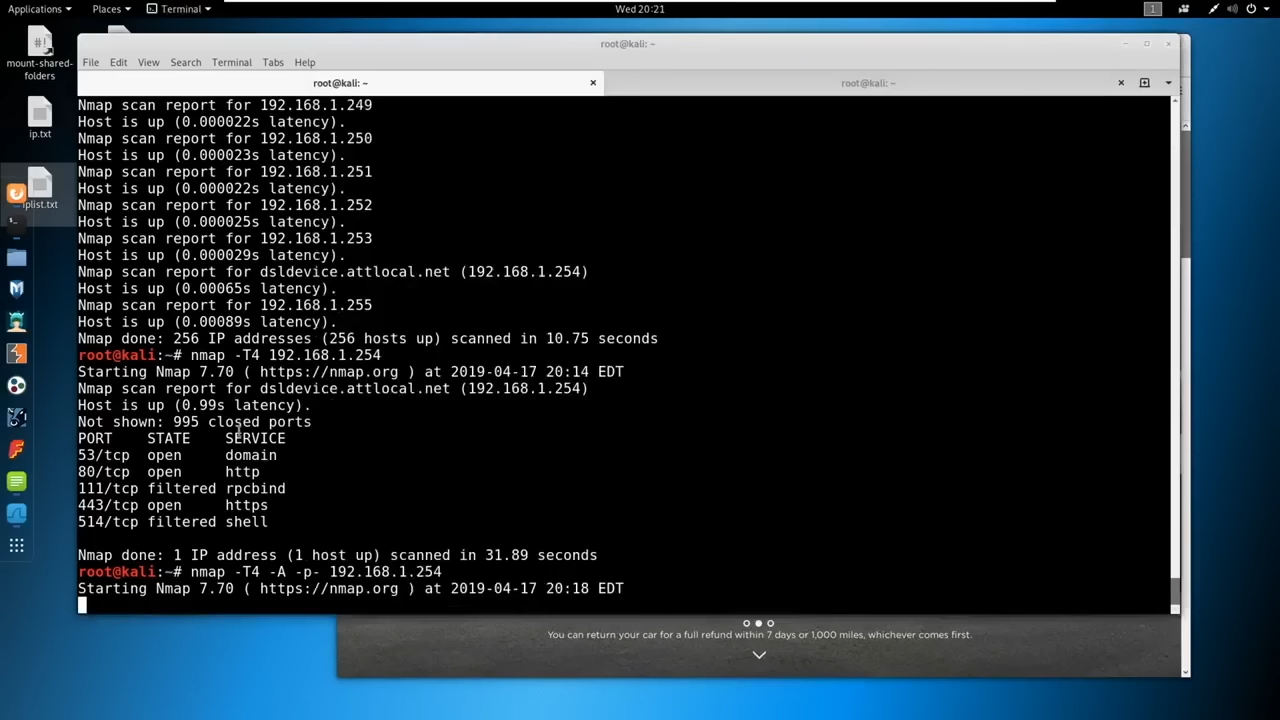 Applications Places Terminal Wed 20:21 1
root@kali: ~
File Edit View Search Terminal Tabs Help
root@kali: ~ root@kali: ~
mount-shared-folders
ip.txt
iplist.txt
Nmap scan report for 192.168.1.249
Host is up (0.000022s latency).
Nmap scan report for 192.168.1.250
Host is up (0.000023s latency).
Nmap scan report for 192.168.1.251
Host is up (0.000022s latency).
Nmap scan report for 192.168.1.252
Host is up (0.000025s latency).
Nmap scan report for 192.168.1.253
Host is up (0.000029s latency).
Nmap scan report for dsldevice.attlocal.net (192.168.1.254)
Host is up (0.00065s latency).
Nmap scan report for 192.168.1.255
Host is up (0.00089s latency).
Nmap done: 256 IP addresses (256 hosts up) scanned in 10.75 seconds
root@kali:~# nmap -T4 192.168.1.254
Starting Nmap 7.70 ( https://nmap.org ) at 2019-04-17 20:14 EDT
Nmap scan report for dsldevice.attlocal.net (192.168.1.254)
Host is up (0.99s latency).
Not shown: 995 closed ports
PORT STATE SERVICE
53/tcp open domain
80/tcp open http
111/tcp filtered rpcbind
443/tcp open https
514/tcp filtered shell
Nmap done: 1 IP address (1 host up) scanned in 31.89 seconds
root@kali:~# nmap -T4 -A -p- 192.168.1.254
Starting Nmap 7.70 ( https://nmap.org ) at 2019-04-17 20:18 EDT
You can return your car for a full refund within 7 days or 1,000 miles, whichever comes first.